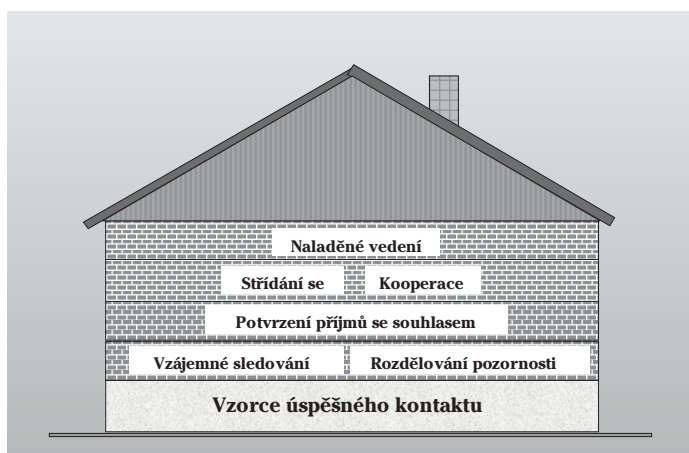 Naladěné vedení
Střídání se Kooperace
Potvrzení příjmů se souhlasem
Vzájemné sledování Rozdělování pozornosti
Vzorce úspěšného kontaktu